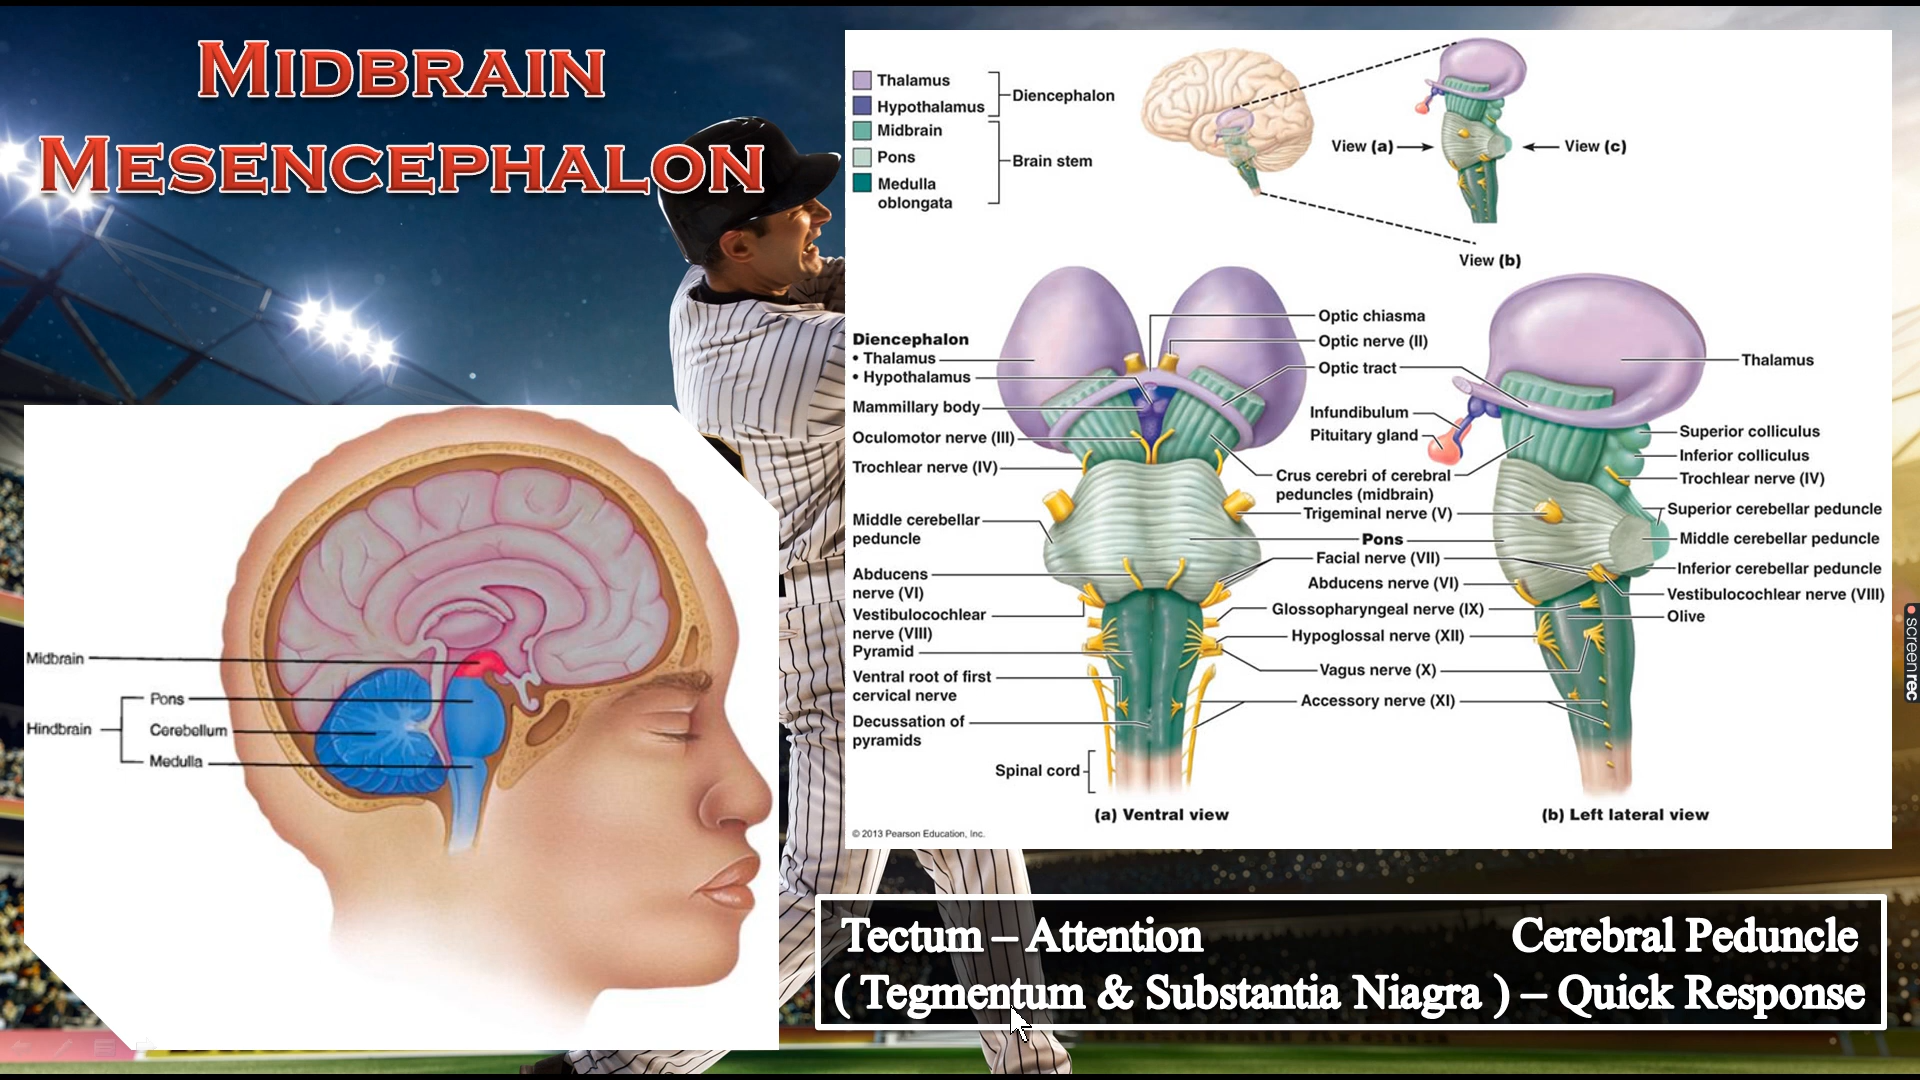 MIDBRAIN
MESENCEPHALON
Midbrain
Pons
Hindbrain
Cerebellum
Medulla
Thalamus
Hypothalamus
Diencephalon
Midbrain
Pons
Brain stem
Medulla
oblongata
View (a)
View (c)
View (b)
Diencephalon
• Thalamus
• Hypothalamus
Mammillary body
Oculomotor nerve (III)
Trochlear nerve (IV)
Middle cerebellar
peduncle
Abducens
nerve (VI)
Vestibulocochlear
nerve (VIII)
Pyramid
Ventral root of first
cervical nerve
Decussation of
pyramids
Spinal cord
Optic chiasma
Optic nerve (II)
Optic tract
Infundibulum
Pituitary gland
Crus cerebri of cerebral
peduncles (midbrain)
Trigeminal nerve (V)
Pons
Facial nerve (VII)
Abducens nerve (VI)
Glossopharyngeal nerve (IX)
Hypoglossal nerve (XII)
Vagus nerve (X)
Accessory nerve (XI)
Thalamus
Superior colliculus
Inferior colliculus
Trochlear nerve (IV)
Superior cerebellar peduncle
Middle cerebellar peduncle
Inferior cerebellar peduncle
Vestibulocochlear nerve (VIII)
Olive
(a) Ventral view
(b) Left lateral view
© 2013 Pearson Education, Inc.
Tectum – Attention Cerebral Peduncle
( Tegmentum & Substantia Niagra ) – Quick Response
screenrec